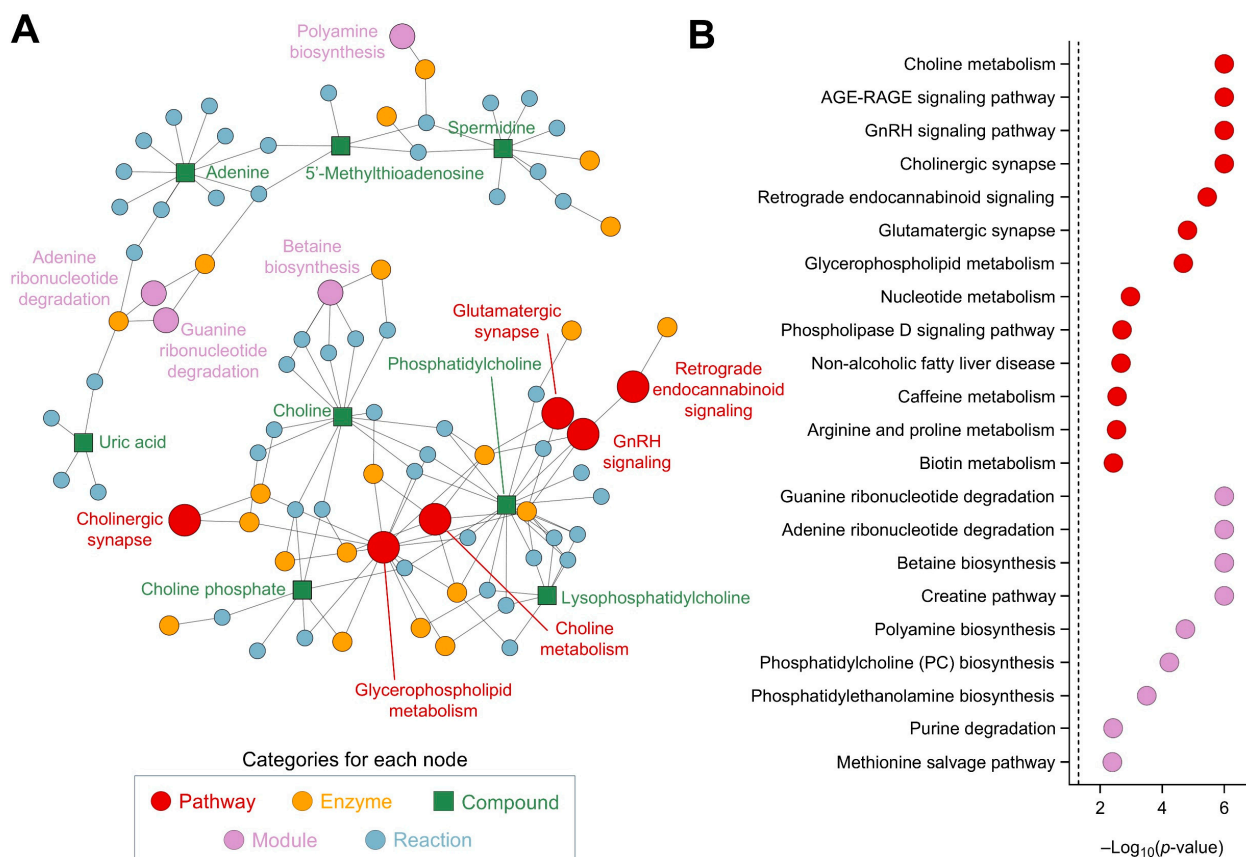 A
Polyamine
biosynthesis
Spermidine
Adenine
5'-Methylthioadenosine
Adenine
ribonucleotide
degradation
Betaine
biosynthesis
Guanine
ribonucleotide
degradation
Glutamatergic
synapse
Phosphatidylcholine
Retrograde
endocannabinoid
signaling
Choline
GnRH
signaling
Uric acid
Cholinergic
synapse
Choline phosphate
Lysophosphatidylcholine
Choline
metabolism
Glycerophospholipid
metabolism
Categories for each node
Pathway
Enzyme
Compound
Module
Reaction
B
Choline metabolism
AGE-RAGE signaling pathway
GnRH signaling pathway
Cholinergic synapse
Retrograde endocannabinoid signaling
Glutamatergic synapse
Glycerophospholipid metabolism
Nucleotide metabolism
Phospholipase D signaling pathway
Non-alcoholic fatty liver disease
Caffeine metabolism
Arginine and proline metabolism
Biotin metabolism
Guanine ribonucleotide degradation
Adenine ribonucleotide degradation
Betaine biosynthesis
Creatine pathway
Polyamine biosynthesis
Phosphatidylcholine (PC) biosynthesis
Phosphatidylethanolamine biosynthesis
Purine degradation
Methionine salvage pathway
2 4 6
–Log10(p-value)